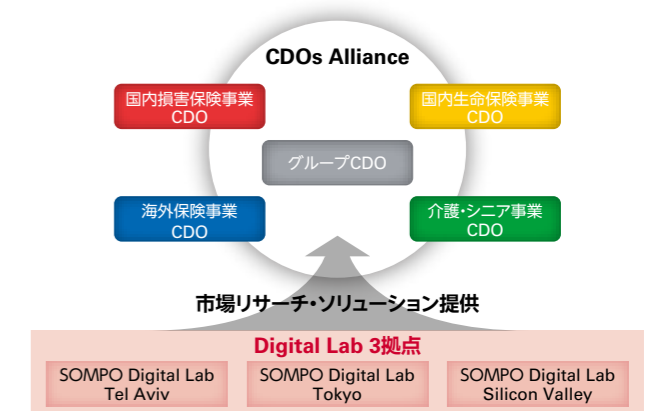 CDOs Alliance
国内損害保険事業
CDO
国内生命保険事業
CDO
グループCDO
海外保険事業
CDO
介護・シニア事業
CDO
市場リサーチ・ソリューション提供
Digital Lab 3拠点
SOMPO Digital Lab
Tel Aviv
SOMPO Digital Lab
Tokyo
SOMPO Digital Lab
Silicon Valley